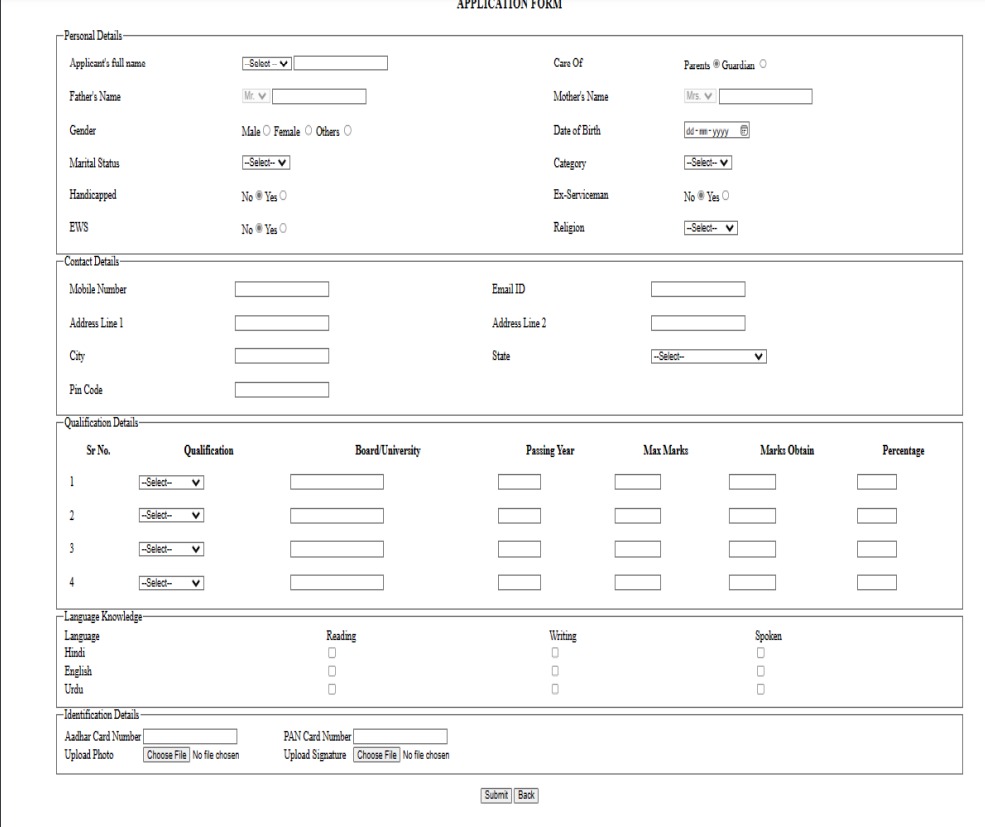 APPLICATION FORM
Personal Details
Applicant's full name --Select -- Care Of Parents Guardian
Father's Name Mr. Mother's Name Mrs.
Gender Male Female Others Date of Birth dd-mm-yyyy
Marital Status --Select-- Category --Select--
Handicapped No Yes Ex-Serviceman No Yes
EWS No Yes Religion --Select--
Contact Details
Mobile Number Email ID
Address Line 1 Address Line 2
City State --Select--
Pin Code
Qualification Details
Sr No. Qualification Board/University Passing Year Max Marks Marks Obtain Percentage
1 --Select--
2 --Select--
3 --Select--
4 --Select--
Language Knowledge
Language Reading Writing Spoken
Hindi
English
Urdu
Identification Details
Aadhar Card Number PAN Card Number
Upload Photo Choose File No file chosen Upload Signature Choose File No file chosen
Submit Back